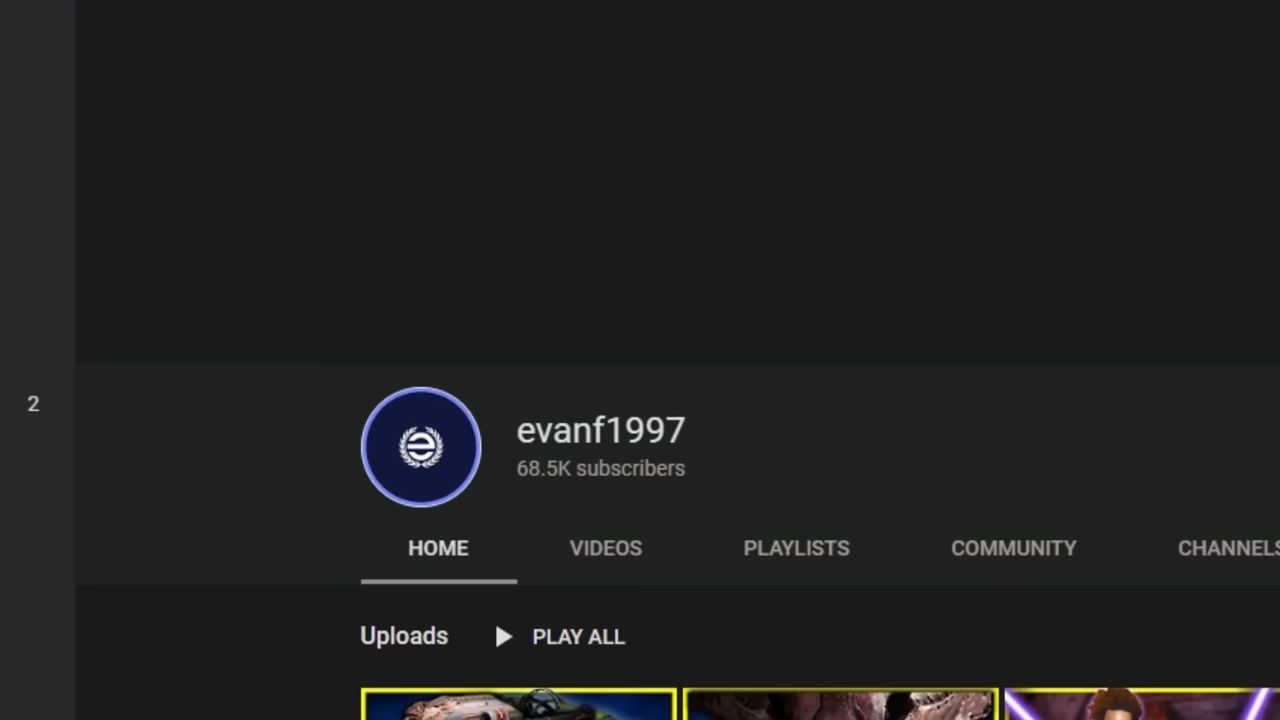 2
evanf1997
68.5K subscribers
HOME VIDEOS PLAYLISTS COMMUNITY CHANNELS
Uploads PLAY ALL